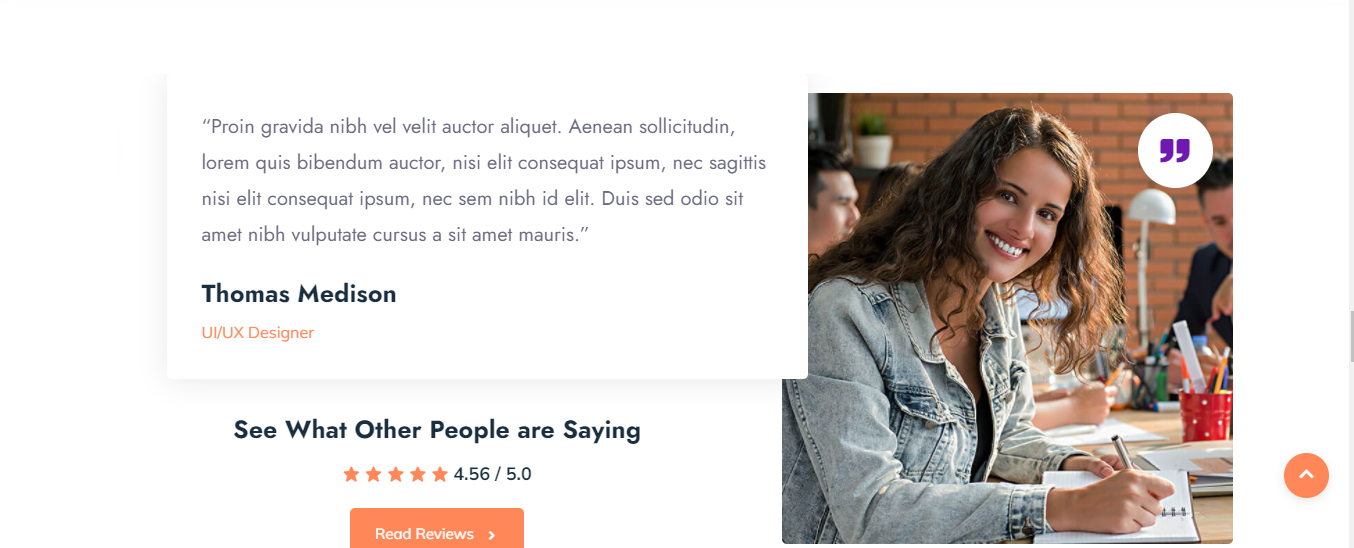 “Proin gravida nibh vel velit auctor aliquet. Aenean sollicitudin,
lorem quis bibendum auctor, nisi elit consequat ipsum, nec sagittis
nisi elit consequat ipsum, nec sem nibh id elit. Duis sed odio sit
amet nibh vulputate cursus a sit amet mauris.”
Thomas Medison
UI/UX Designer
See What Other People are Saying
4.56 / 5.0
Read Reviews